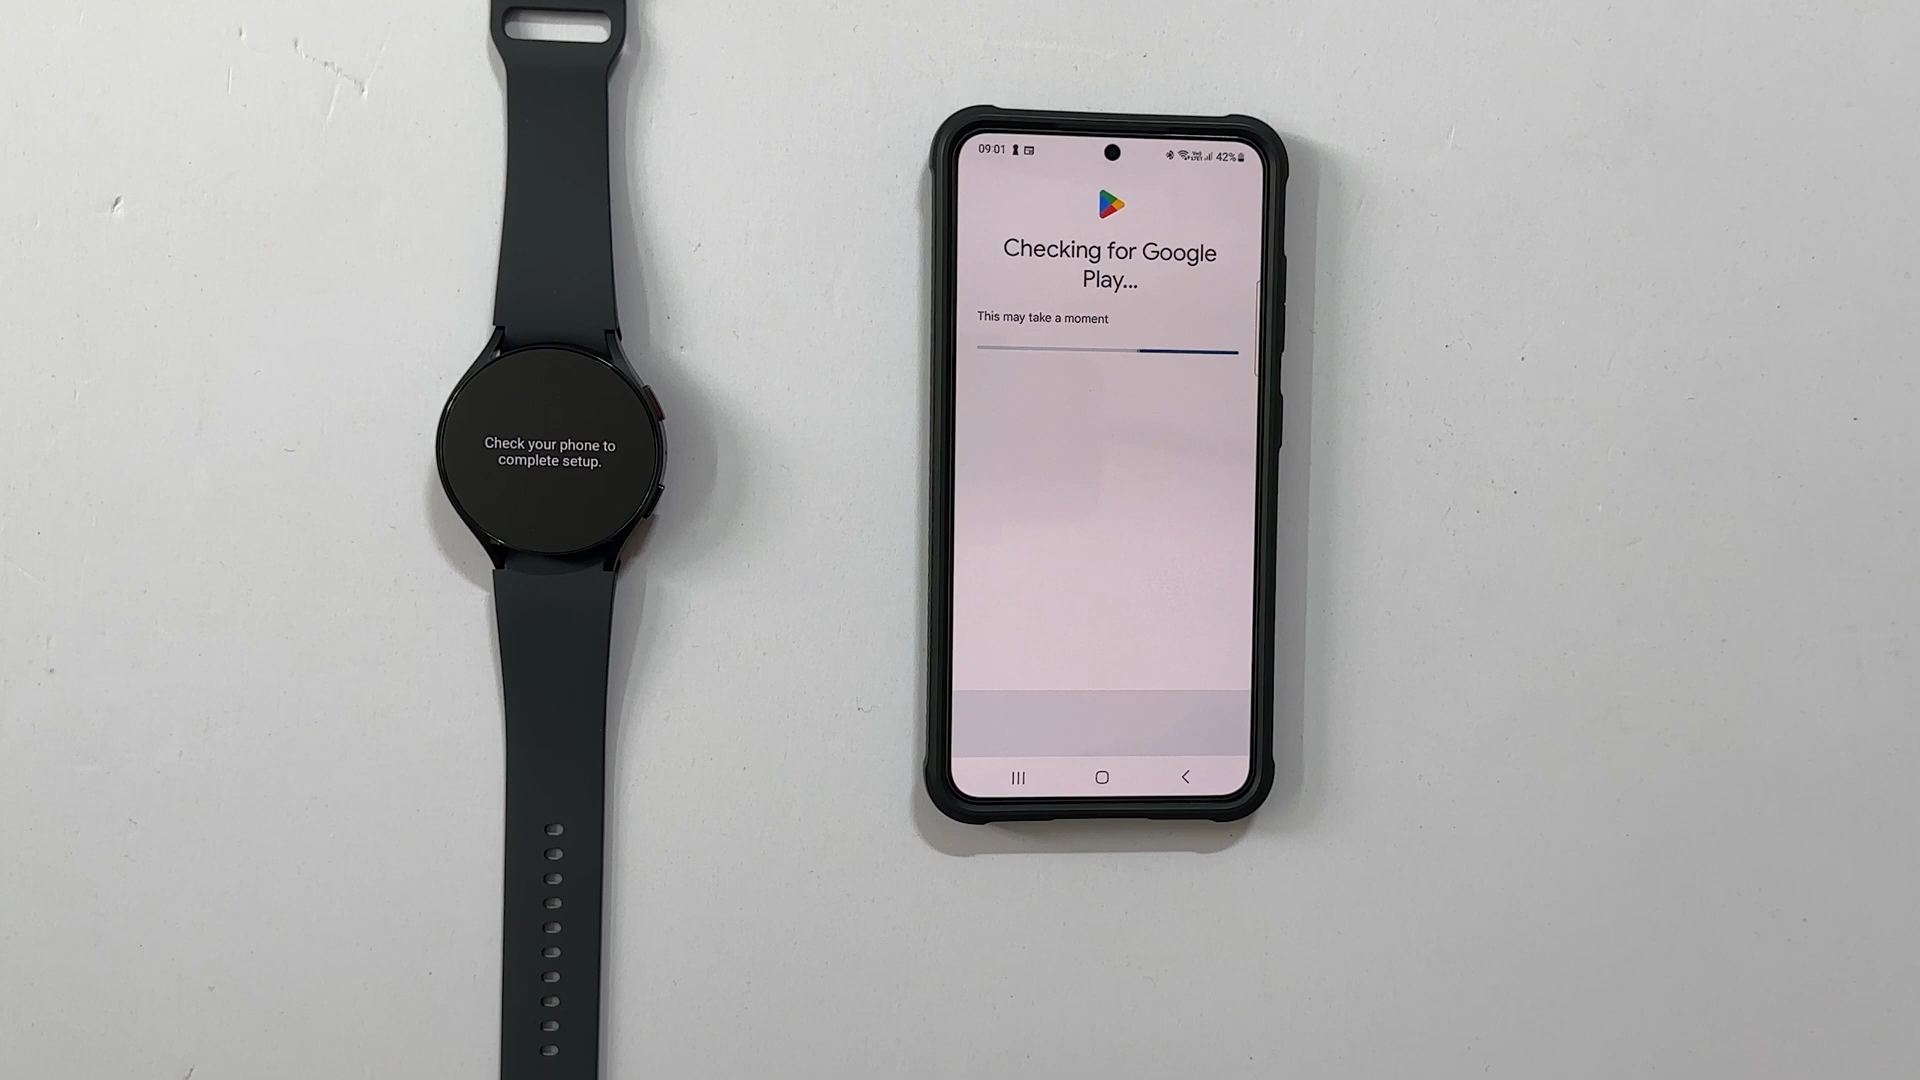 Check your phone to
complete setup.
09:01
42%
Checking for Google
Play...
This may take a moment